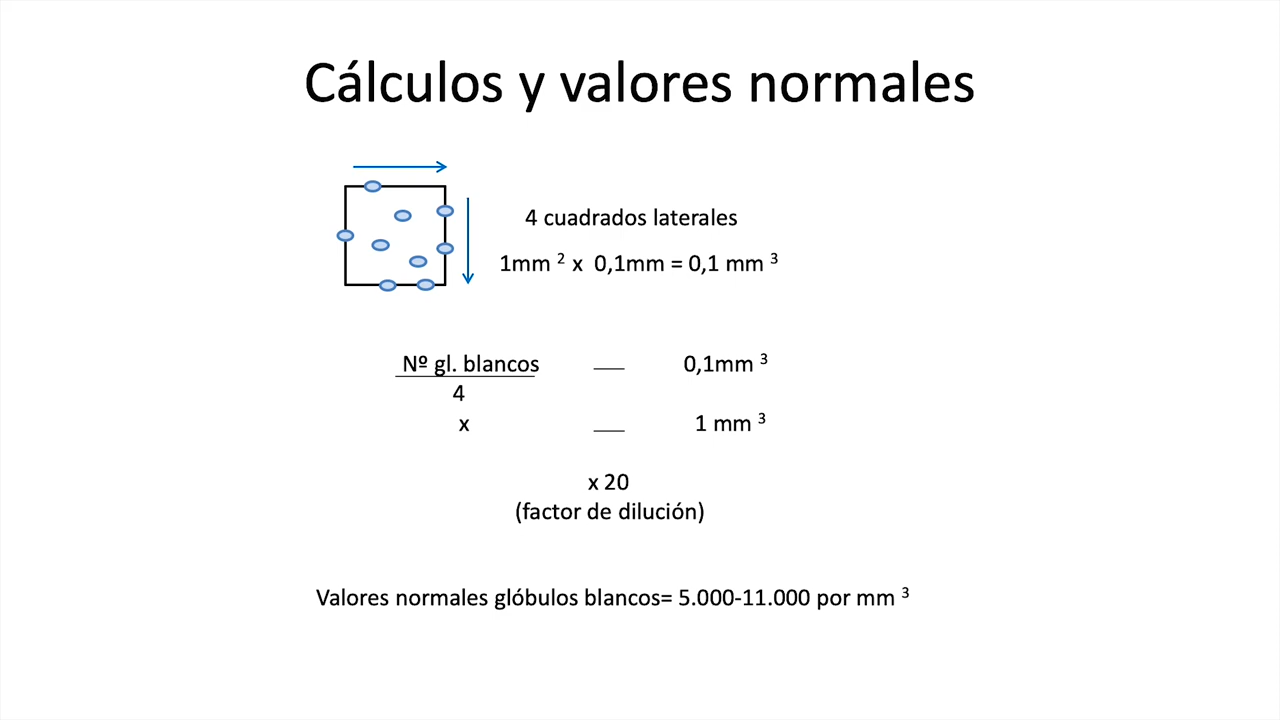 Cálculos y valores normales
4 cuadrados laterales
1mm ² x 0,1mm = 0,1 mm ³
Nº gl. blancos — 0,1mm ³
4
x — 1 mm ³
x 20
(factor de dilución)
Valores normales glóbulos blancos= 5.000-11.000 por mm ³